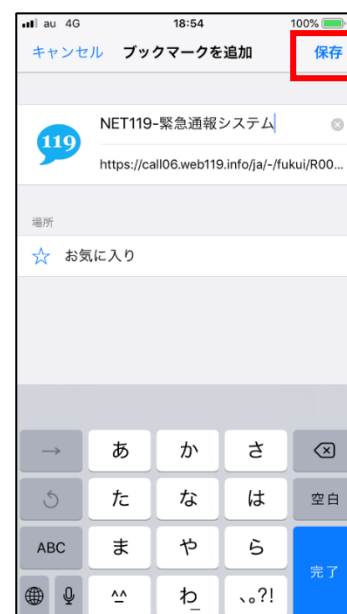 au 4G 18:54 100%
キャンセル ブックマークを追加 保存
119 NET119-緊急通報システム
https://call06.web119.info/ja/-/fukui/R00...
場所
お気に入り
→ あ か さ
た な は 空白
ABC ま や ら 完了
^^ わ 、。?!